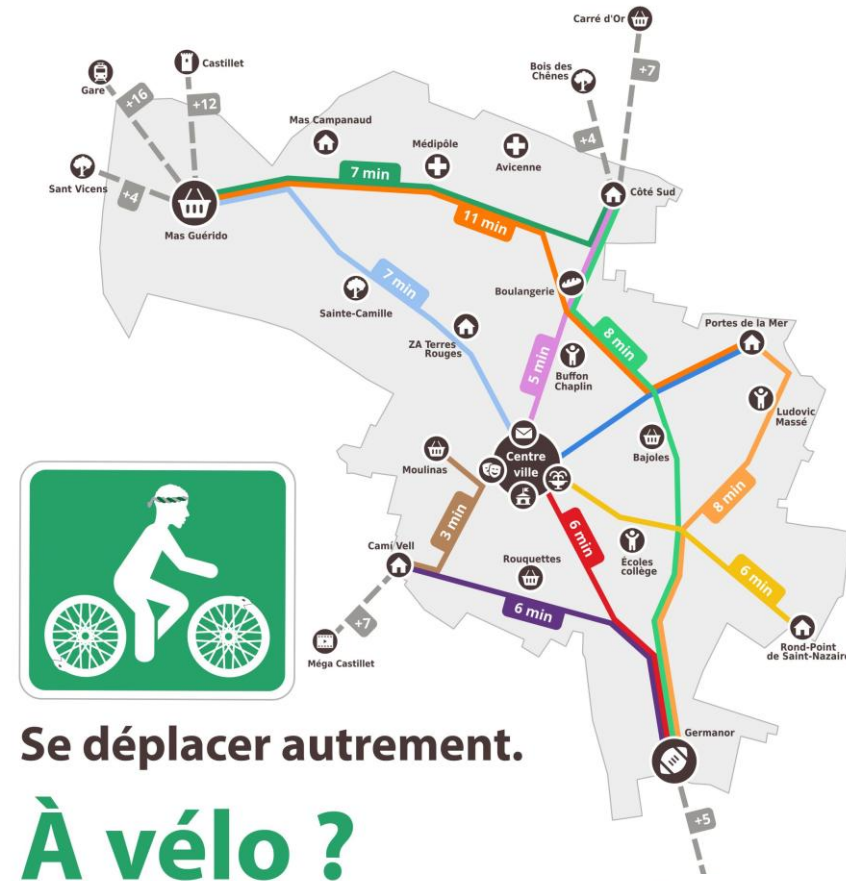 Carré d'Or
+7
Bois des
Chênes
+4
Castillet
+12
Gare
+16
Sant Vicens
+4
Mas Guérido
Mas Campanaud
Médipôle
Avicenne
Côté Sud
7 min
11 min
7 min
Boulangerie
Sainte-Camille
ZA Terres
Rouges
5 min
8 min
Buffon
Chaplin
Portes de la Mer
Ludovic
Massé
Bajoles
Moulinas
Centre
ville
3 min
6 min
8 min
Cami Vell
Rouquettes
Écoles
collège
6 min
6 min
+7
Méga Castillet
Rond-Point
de Saint-Nazaire
Germanor
+5
Se déplacer autrement.
À vélo ?